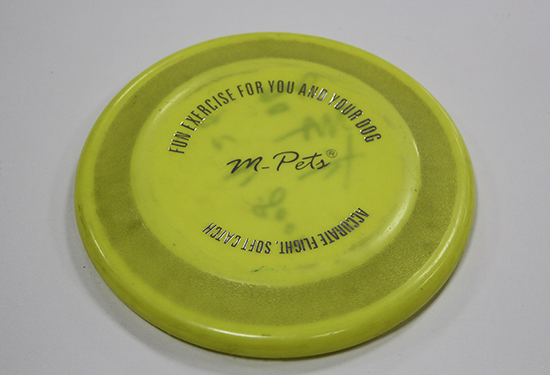 FUN EXERCISE FOR YOU AND YOUR DOG
m-Pets®
ACCURATE FLIGHT, SOFT CATCH